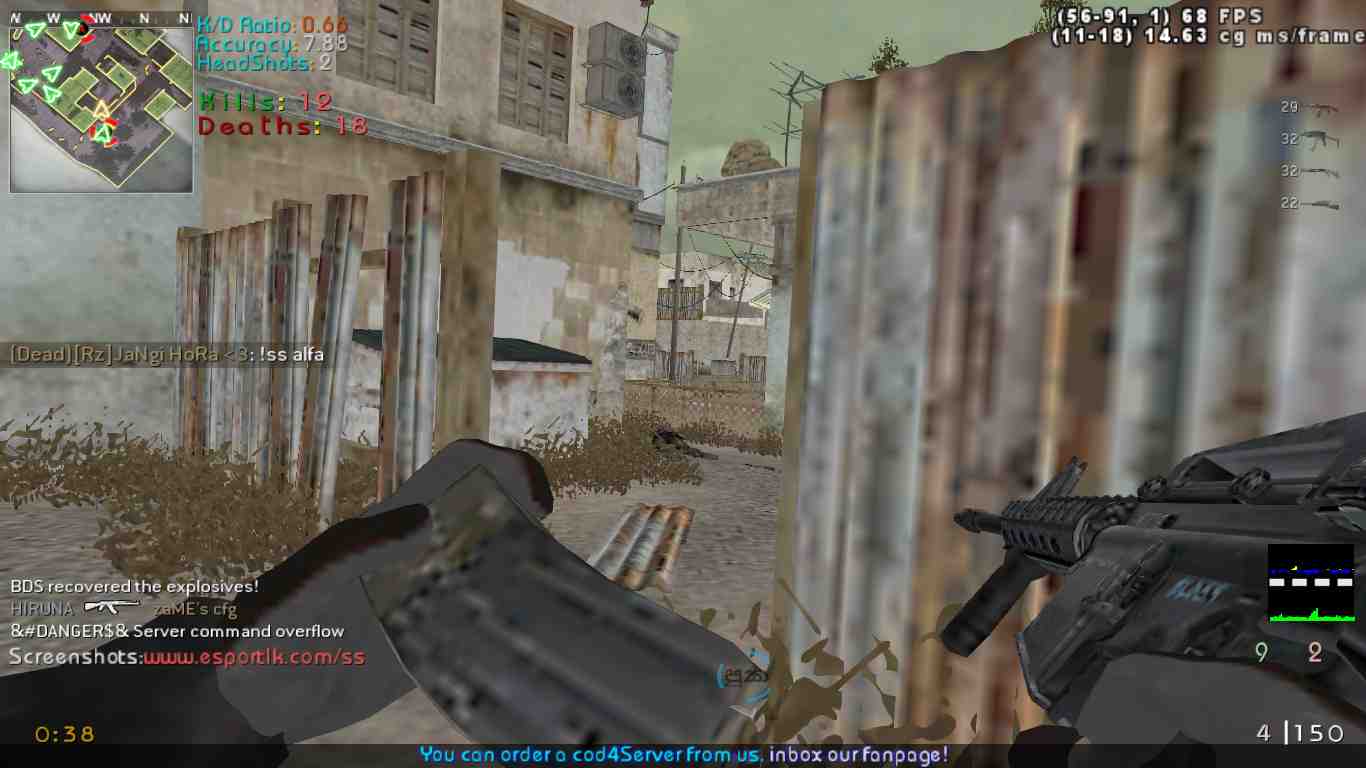 W W NW N N
K/D Ratio: 0.66
Accuracy: 7.88
HeadShots: 2
Kills: 12
Deaths: 18
(56-91, 1) 68 FPS
(11-18) 14.63 cg ms/frame
29
32
32
22
[Dead][Rz]JaNgi HoRa <3: !ss alfa
BDS recovered the explosives!
HIRUNA zaME's cfg
&#DANGER$& Server command overflow
Screenshots:www.esportlk.com/ss
9 2
0:38
4 |150
You can order a cod4Server from us, inbox our fanpage!